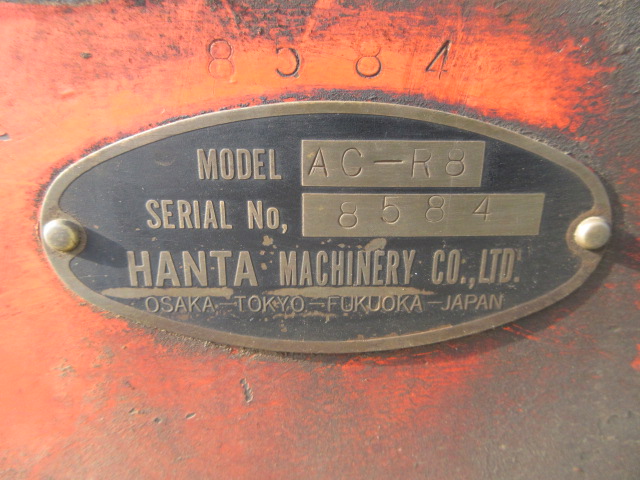 8584
MODEL AC-R8
SERIAL No, 8584
HANTA MACHINERY CO., LTD.
OSAKA-TOKYO-FUKUOKA-JAPAN